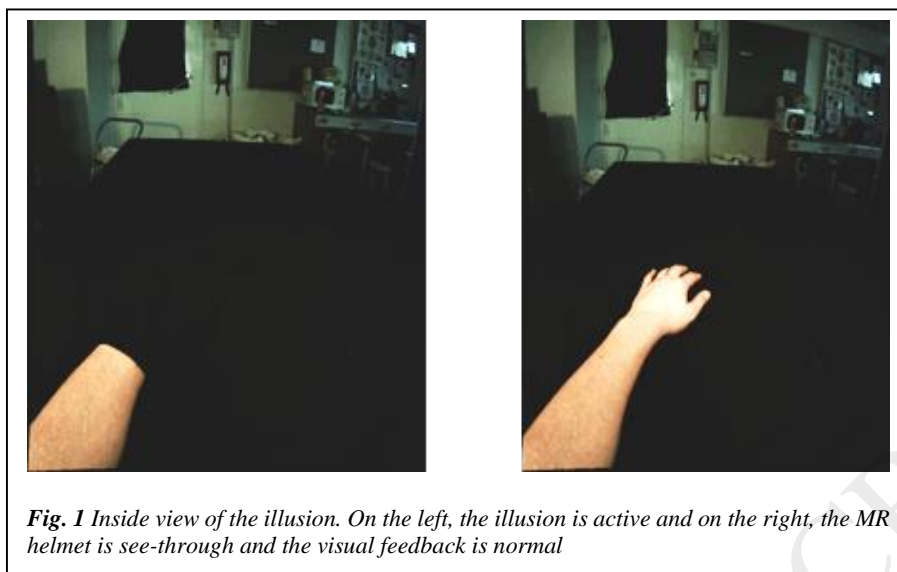 Fig. 1 Inside view of the illusion. On the left, the illusion is active and on the right, the MR
helmet is see-through and the visual feedback is normal